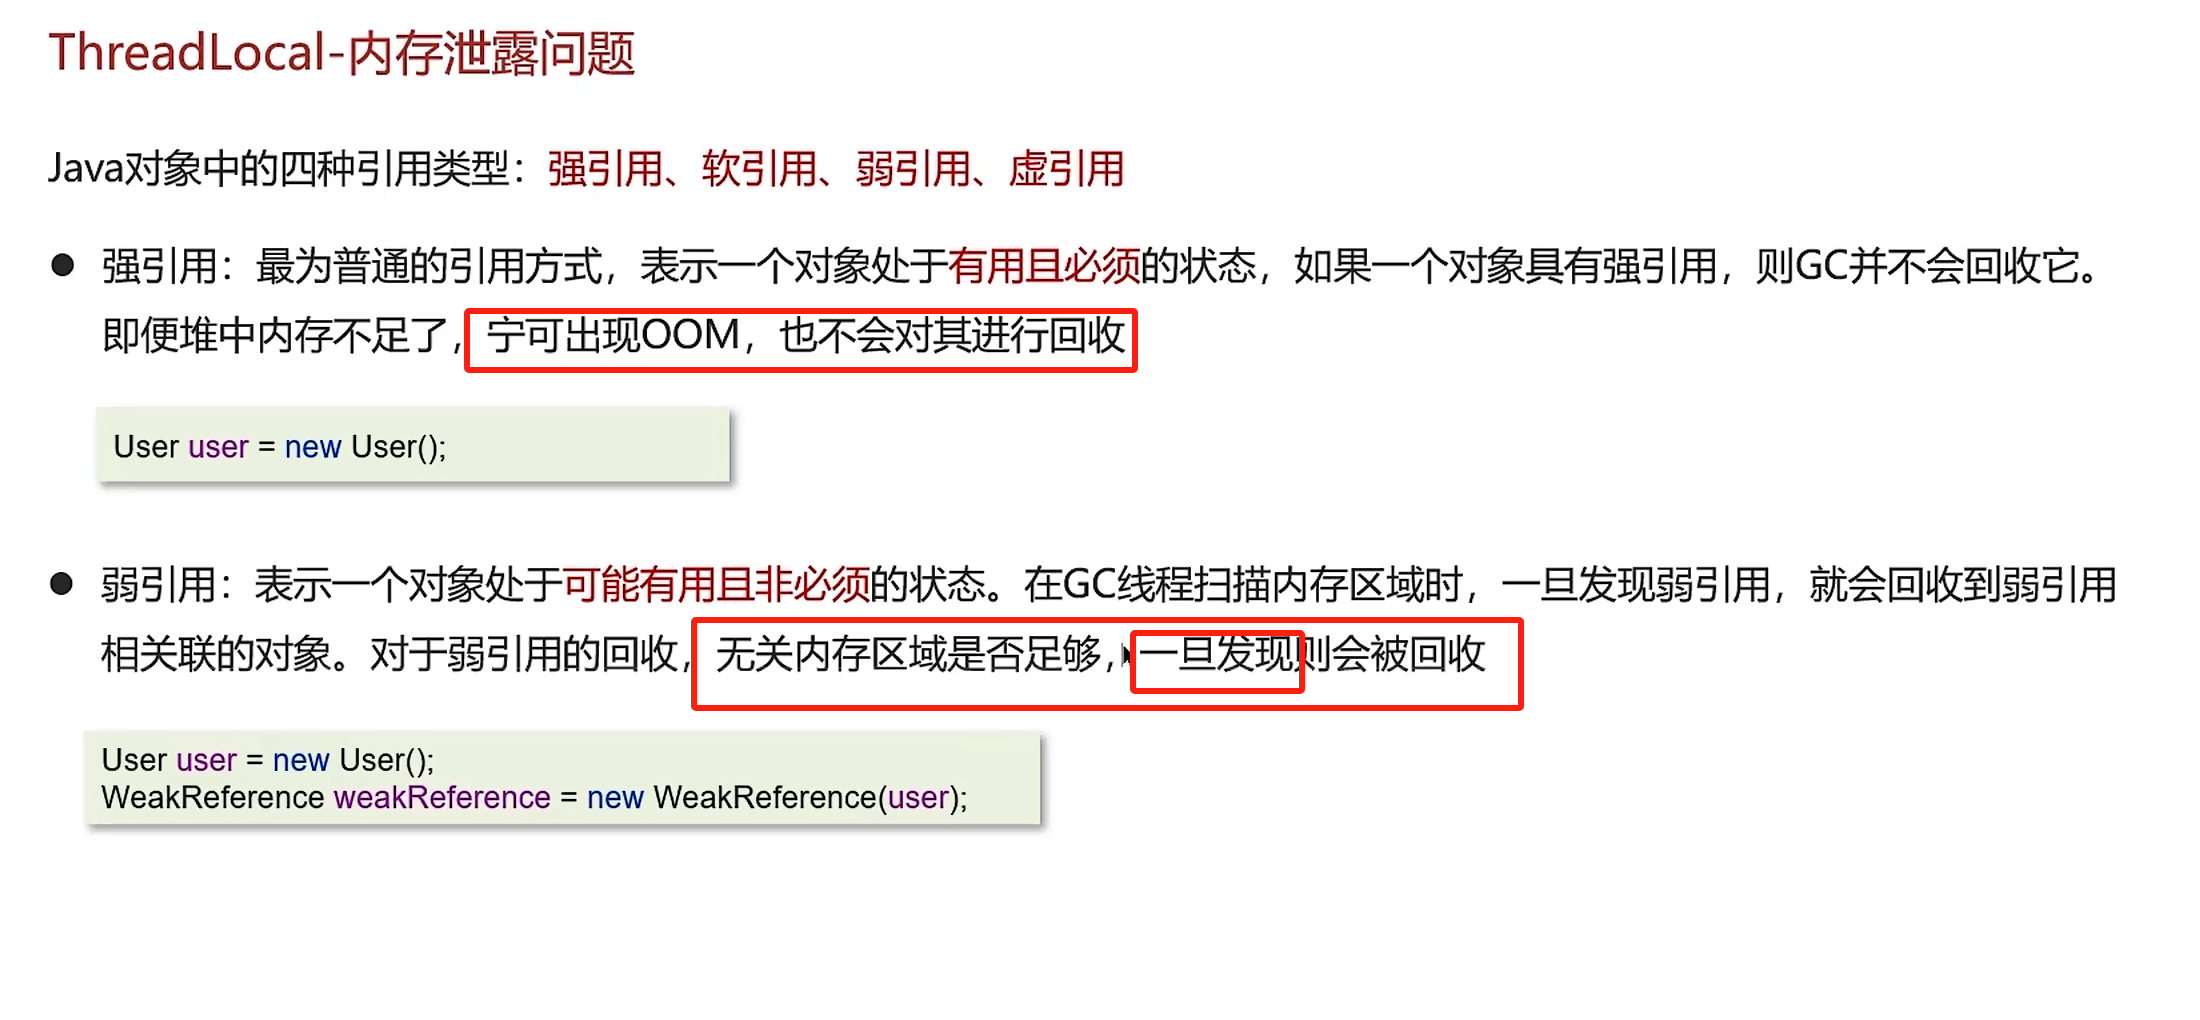 ThreadLocal-内存泄露问题
Java对象中的四种引用类型：强引用、软引用、弱引用、虚引用
● 强引用：最为普通的引用方式，表示一个对象处于有用且必须的状态，如果一个对象具有强引用，则GC并不会回收它。
即便堆中内存不足了，宁可出现OOM，也不会对其进行回收
User user = new User();
● 弱引用：表示一个对象处于可能有用且非必须的状态。在GC线程扫描内存区域时，一旦发现弱引用，就会回收到弱引用
相关联的对象。对于弱引用的回收，无关内存区域是否足够，一旦发现则会被回收
User user = new User();
WeakReference weakReference = new WeakReference(user);